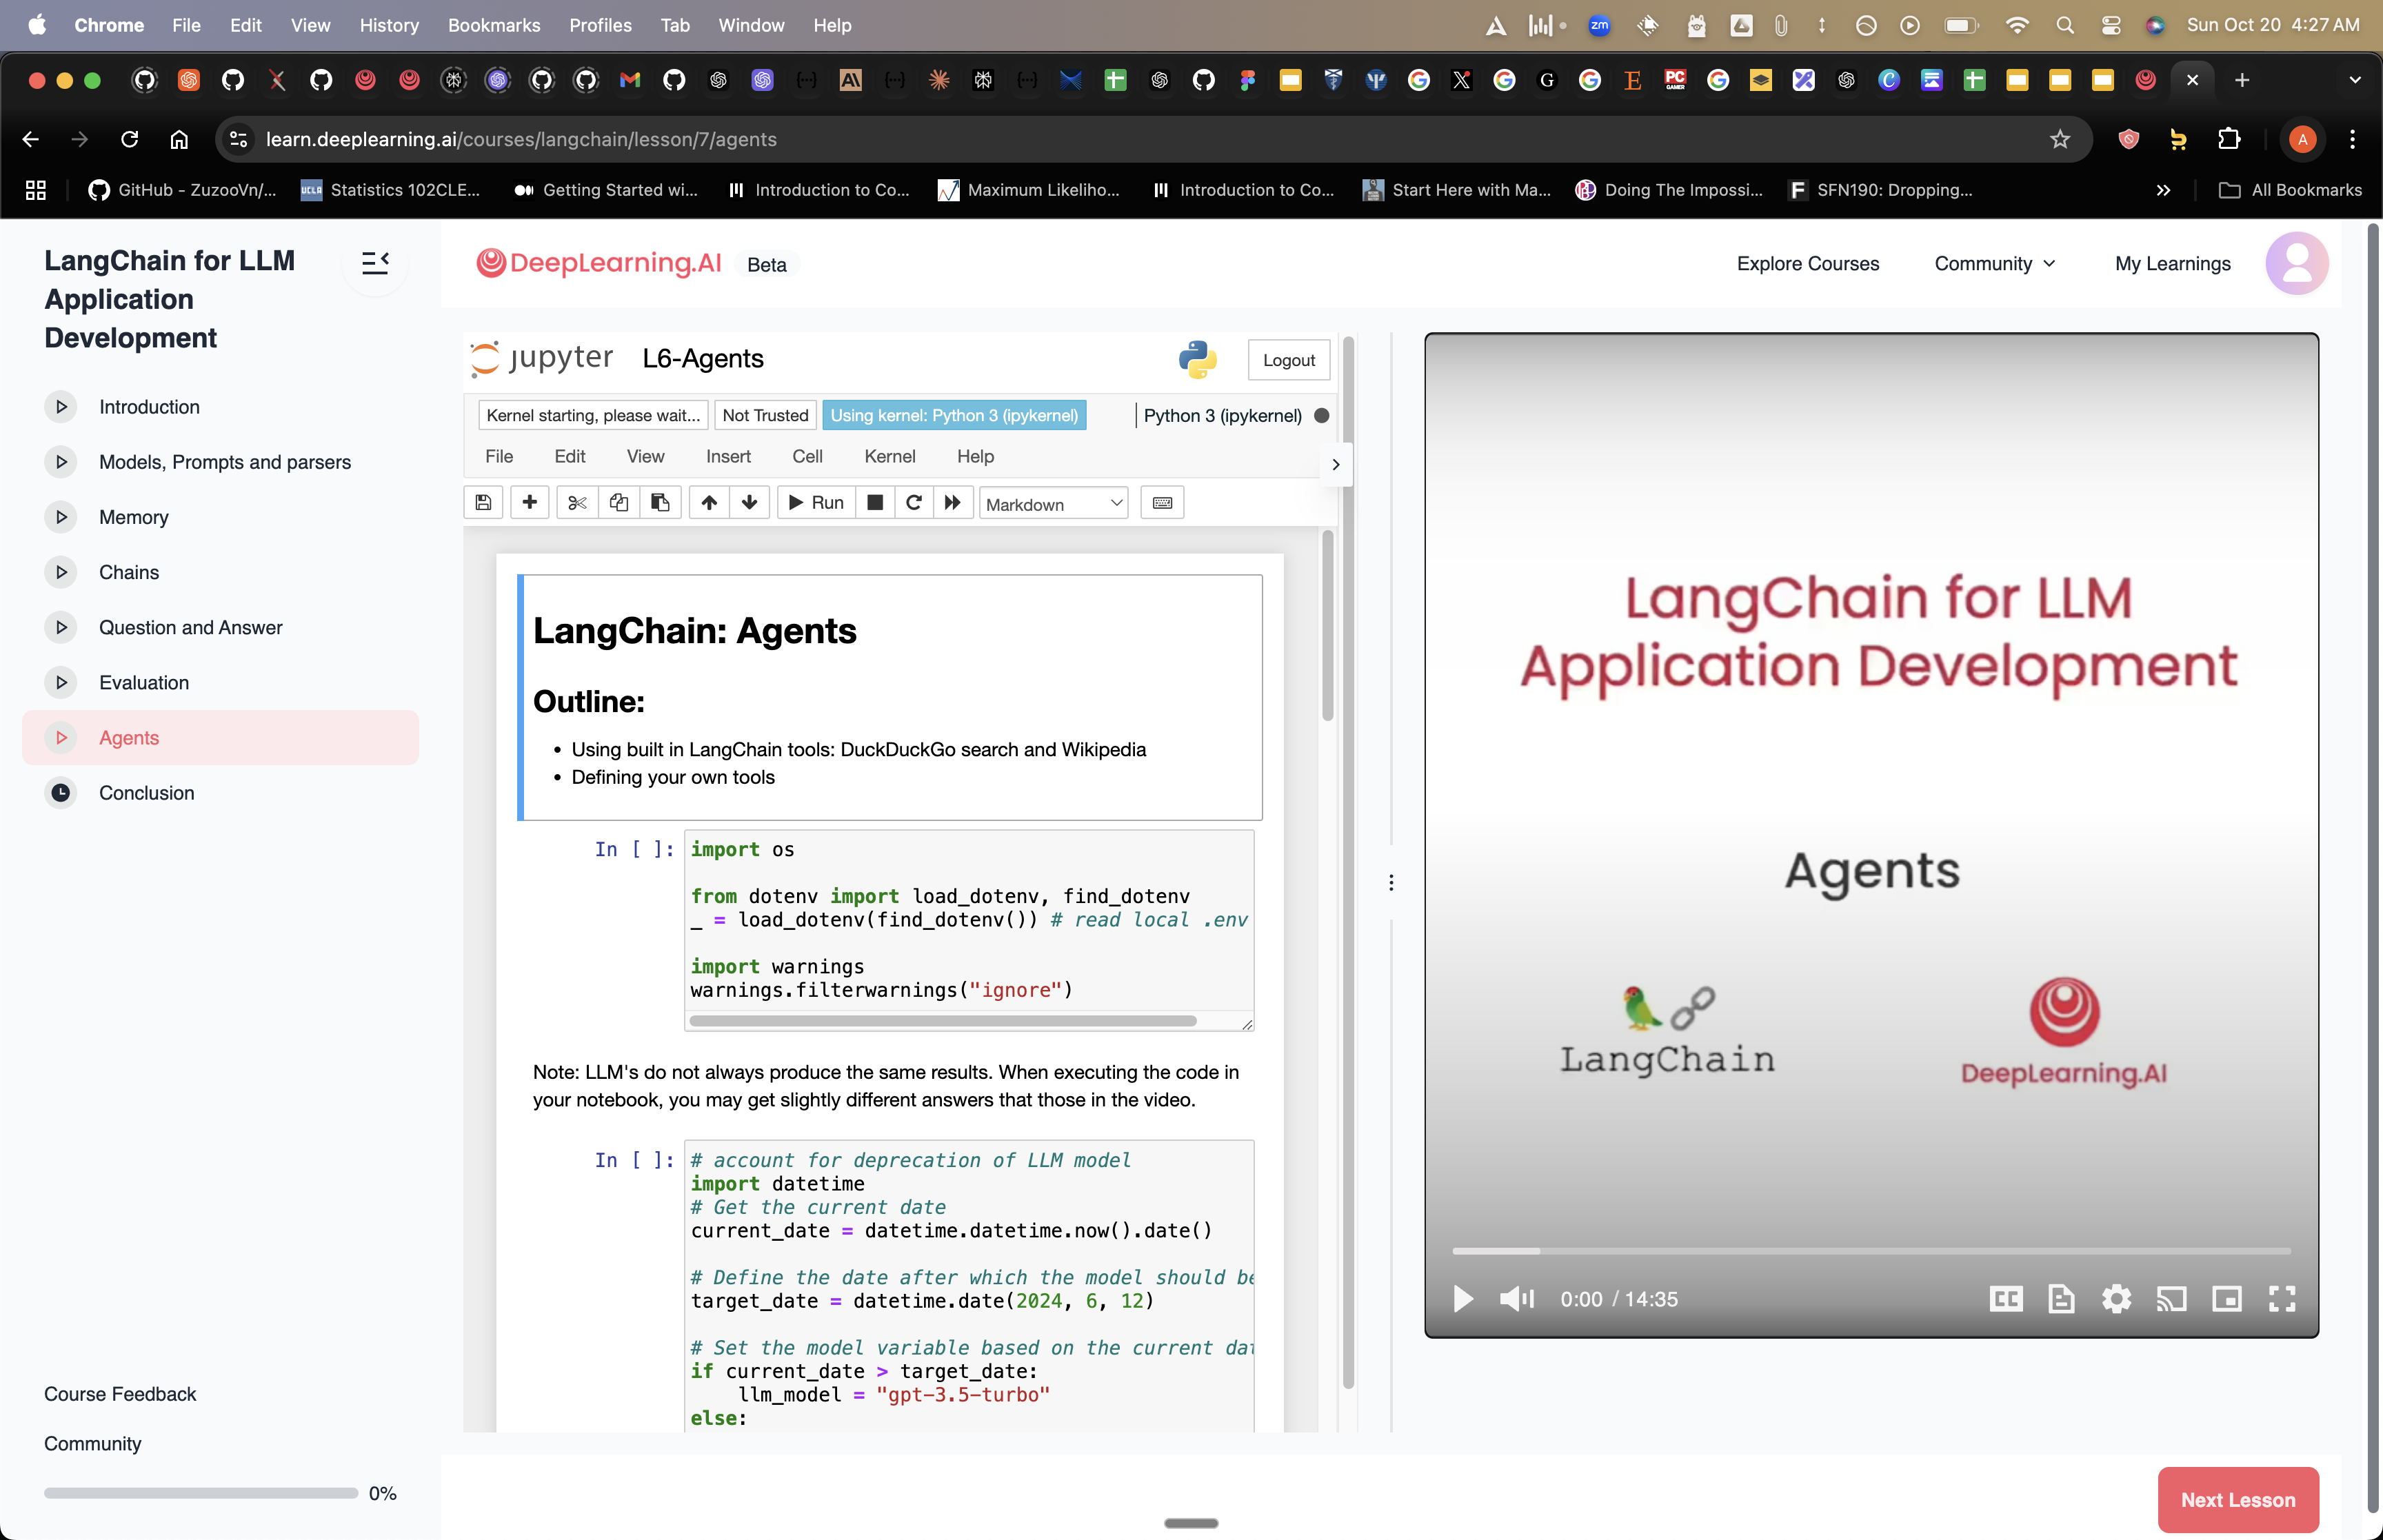 Chrome File Edit View History Bookmarks Profiles Tab Window Help
zm
Sun Oct 20 4:27 AM
learn.deeplearning.ai/courses/langchain/lesson/7/agents
A
GitHub - ZuzooVn/...
UCLA Statistics 102CLE...
Getting Started wi...
Introduction to Co...
Maximum Likeliho...
Introduction to Co...
Start Here with Ma...
Doing The Impossi...
SFN190: Dropping...
All Bookmarks
LangChain for LLM
Application
Development
Introduction
Models, Prompts and parsers
Memory
Chains
Question and Answer
Evaluation
Agents
Conclusion
Course Feedback
Community
0%
DeepLearning.AI
Beta
Explore Courses
Community
My Learnings
jupyter L6-Agents
Logout
Kernel starting, please wait... Not Trusted Using kernel: Python 3 (ipykernel) Python 3 (ipykernel)
File Edit View Insert Cell Kernel Help
Run Markdown
LangChain: Agents
Outline:
• Using built in LangChain tools: DuckDuckGo search and Wikipedia
• Defining your own tools
In [ ]: import os
from dotenv import load_dotenv, find_dotenv
_ = load_dotenv(find_dotenv()) # read local .env
import warnings
warnings.filterwarnings("ignore")
Note: LLM's do not always produce the same results. When executing the code in
your notebook, you may get slightly different answers that those in the video.
In [ ]: # account for deprecation of LLM model
import datetime
# Get the current date
current_date = datetime.datetime.now().date()
# Define the date after which the model should be
target_date = datetime.date(2024, 6, 12)
# Set the model variable based on the current dat
if current_date > target_date:
llm_model = "gpt-3.5-turbo"
else:
LangChain for LLM
Application Development
Agents
LangChain
DeepLearning.AI
0:00 / 14:35
CC
Next Lesson